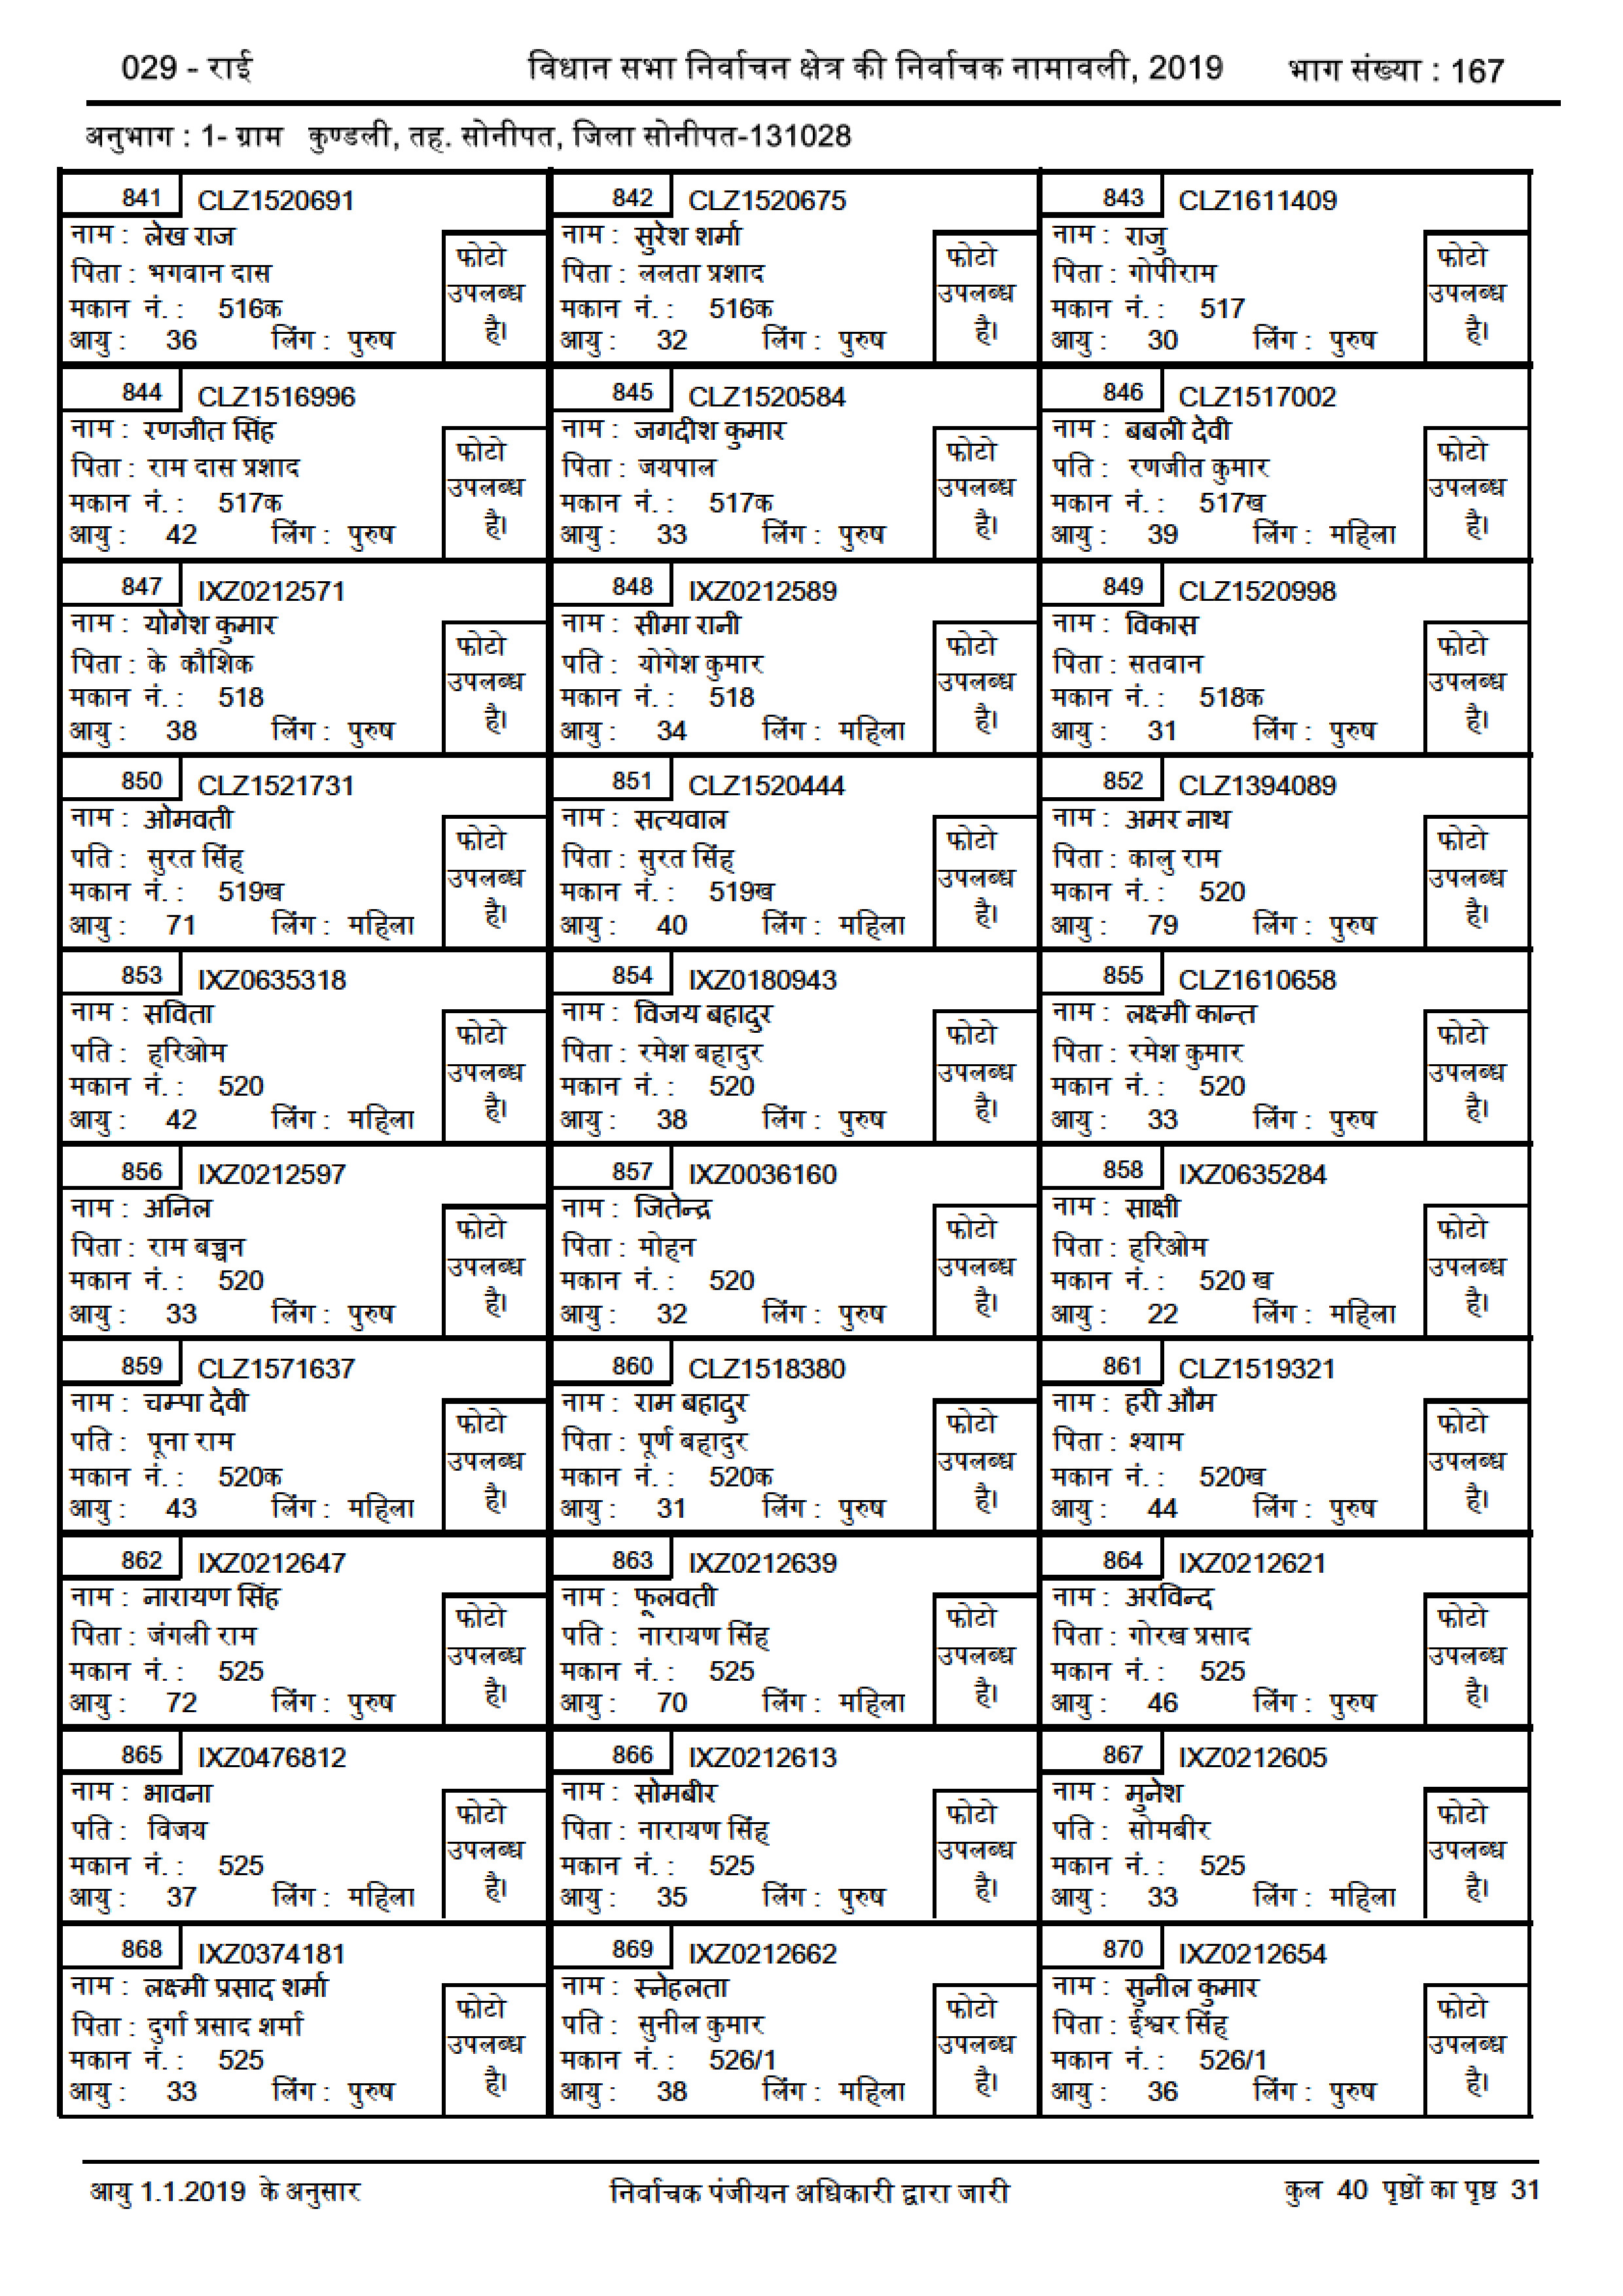 029 - राई विधान सभा निर्वाचन क्षेत्र की निर्वाचक नामावली, 2019 भाग संख्या : 167
अनुभाग : 1- ग्राम कुण्डली, तह. सोनीपत, जिला सोनीपत-131028
841 CLZ1520691
नाम : लेख राज
पिता : भगवान दास
मकान नं. : 516क
आयु : 36 लिंग : पुरुष
फोटो
उपलब्ध
है।
842 CLZ1520675
नाम : सुरेश शर्मा
पिता : ललता प्रशाद
मकान नं. : 516क
आयु : 32 लिंग : पुरुष
फोटो
उपलब्ध
है।
843 CLZ1611409
नाम : राजु
पिता : गोपीराम
मकान नं. : 517
आयु : 30 लिंग : पुरुष
फोटो
उपलब्ध
है।
844 CLZ1516996
नाम : रणजीत सिंह
पिता : राम दास प्रशाद
मकान नं. : 517क
आयु : 42 लिंग : पुरुष
फोटो
उपलब्ध
है।
845 CLZ1520584
नाम : जगदीश कुमार
पिता : जयपाल
मकान नं. : 517क
आयु : 33 लिंग : पुरुष
फोटो
उपलब्ध
है।
846 CLZ1517002
नाम : बबली देवी
पति : रणजीत कुमार
मकान नं. : 517ख
आयु : 39 लिंग : महिला
फोटो
उपलब्ध
है।
847 IXZ0212571
नाम : योगेश कुमार
पिता : के कौशिक
मकान नं. : 518
आयु : 38 लिंग : पुरुष
फोटो
उपलब्ध
है।
848 IXZ0212589
नाम : सीमा रानी
पति : योगेश कुमार
मकान नं. : 518
आयु : 34 लिंग : महिला
फोटो
उपलब्ध
है।
849 CLZ1520998
नाम : विकास
पिता : सतवान
मकान नं. : 518क
आयु : 31 लिंग : पुरुष
फोटो
उपलब्ध
है।
850 CLZ1521731
नाम : ओमवती
पति : सुरत सिंह
मकान नं. : 519ख
आयु : 71 लिंग : महिला
फोटो
उपलब्ध
है।
851 CLZ1520444
नाम : सत्यवाल
पिता : सुरत सिंह
मकान नं. : 519ख
आयु : 40 लिंग : महिला
फोटो
उपलब्ध
है।
852 CLZ1394089
नाम : अमर नाथ
पिता : कालु राम
मकान नं. : 520
आयु : 79 लिंग : पुरुष
फोटो
उपलब्ध
है।
853 IXZ0635318
नाम : सविता
पति : हरिओम
मकान नं. : 520
आयु : 42 लिंग : महिला
फोटो
उपलब्ध
है।
854 IXZ0180943
नाम : विजय बहादुर
पिता : रमेश बहादुर
मकान नं. : 520
आयु : 38 लिंग : पुरुष
फोटो
उपलब्ध
है।
855 CLZ1610658
नाम : लक्ष्मी कान्त
पिता : रमेश कुमार
मकान नं. : 520
आयु : 33 लिंग : पुरुष
फोटो
उपलब्ध
है।
856 IXZ0212597
नाम : अनिल
पिता : राम बच्चन
मकान नं. : 520
आयु : 33 लिंग : पुरुष
फोटो
उपलब्ध
है।
857 IXZ0036160
नाम : जितेन्द्र
पिता : मोहन
मकान नं. : 520
आयु : 32 लिंग : पुरुष
फोटो
उपलब्ध
है।
858 IXZ0635284
नाम : साक्षी
पिता : हरिओम
मकान नं. : 520 ख
आयु : 22 लिंग : महिला
फोटो
उपलब्ध
है।
859 CLZ1571637
नाम : चम्पा देवी
पति : पूना राम
मकान नं. : 520क
आयु : 43 लिंग : महिला
फोटो
उपलब्ध
है।
860 CLZ1518380
नाम : राम बहादुर
पिता : पूर्ण बहादुर
मकान नं. : 520क
आयु : 31 लिंग : पुरुष
फोटो
उपलब्ध
है।
861 CLZ1519321
नाम : हरी औम
पिता : श्याम
मकान नं. : 520ख
आयु : 44 लिंग : पुरुष
फोटो
उपलब्ध
है।
862 IXZ0212647
नाम : नारायण सिंह
पिता : जंगली राम
मकान नं. : 525
आयु : 72 लिंग : पुरुष
फोटो
उपलब्ध
है।
863 IXZ0212639
नाम : फूलवती
पति : नारायण सिंह
मकान नं. : 525
आयु : 70 लिंग : महिला
फोटो
उपलब्ध
है।
864 IXZ0212621
नाम : अरविन्द
पिता : गोरख प्रसाद
मकान नं. : 525
आयु : 46 लिंग : पुरुष
फोटो
उपलब्ध
है।
865 IXZ0476812
नाम : भावना
पति : विजय
मकान नं. : 525
आयु : 37 लिंग : महिला
फोटो
उपलब्ध
है।
866 IXZ0212613
नाम : सोमबीर
पिता : नारायण सिंह
मकान नं. : 525
आयु : 35 लिंग : पुरुष
फोटो
उपलब्ध
है।
867 IXZ0212605
नाम : मुनेश
पति : सोमबीर
मकान नं. : 525
आयु : 33 लिंग : महिला
फोटो
उपलब्ध
है।
868 IXZ0374181
नाम : लक्ष्मी प्रसाद शर्मा
पिता : दुर्गा प्रसाद शर्मा
मकान नं. : 525
आयु : 33 लिंग : पुरुष
फोटो
उपलब्ध
है।
869 IXZ0212662
नाम : स्नेहलता
पति : सुनील कुमार
मकान नं. : 526/1
आयु : 38 लिंग : महिला
फोटो
उपलब्ध
है।
870 IXZ0212654
नाम : सुनील कुमार
पिता : ईश्वर सिंह
मकान नं. : 526/1
आयु : 36 लिंग : पुरुष
फोटो
उपलब्ध
है।
आयु 1.1.2019 के अनुसार निर्वाचक पंजीयन अधिकारी द्वारा जारी कुल 40 पृष्ठों का पृष्ठ 31